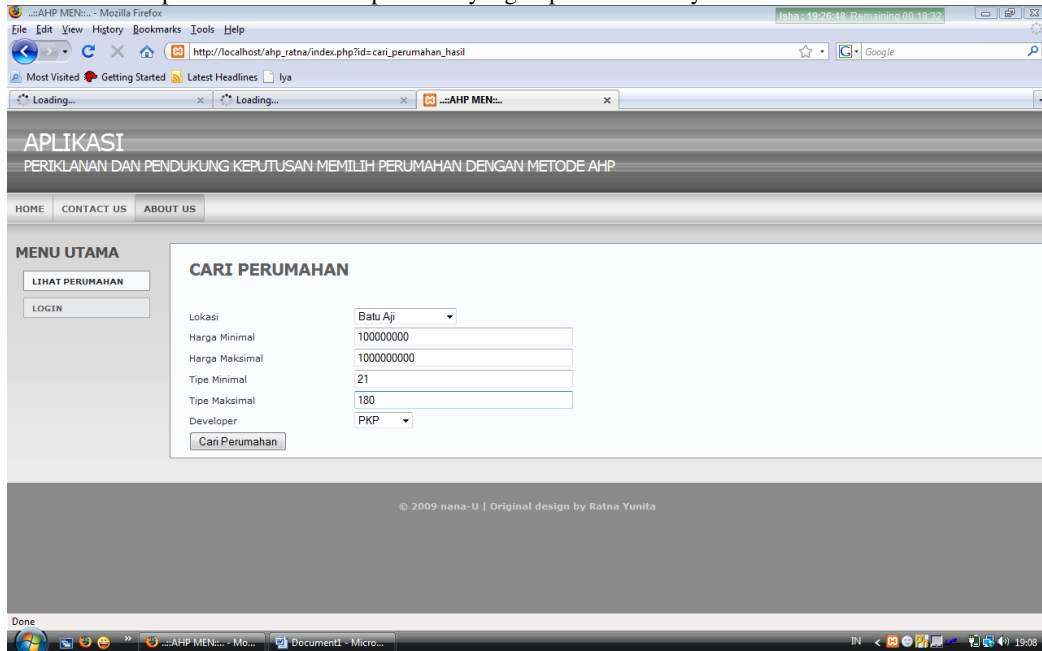 ..::AHP MEN::.. - Mozilla Firefox
Isha : 19:26:48 Remaining 00:18:32
File Edit View History Bookmarks Tools Help
http://localhost/ahp_ratna/index.php?id=cari_perumahan_hasil
G Google
Most Visited Getting Started Latest Headlines Iya
Loading... Loading... ..::AHP MEN::..
APLIKASI
PERIKLANAN DAN PENDUKUNG KEPUTUSAN MEMILIH PERUMAHAN DENGAN METODE AHP
HOME CONTACT US ABOUT US
MENU UTAMA
LIHAT PERUMAHAN
LOGIN
CARI PERUMAHAN
Lokasi Batu Aji
Harga Minimal 100000000
Harga Maksimal 1000000000
Tipe Minimal 21
Tipe Maksimal 180
Developer PKP
Cari Perumahan
© 2009 nana-U | Original design by Ratna Yunita
Done
..::AHP MEN::.. - Mo... Document1 - Micro... IN 19:08